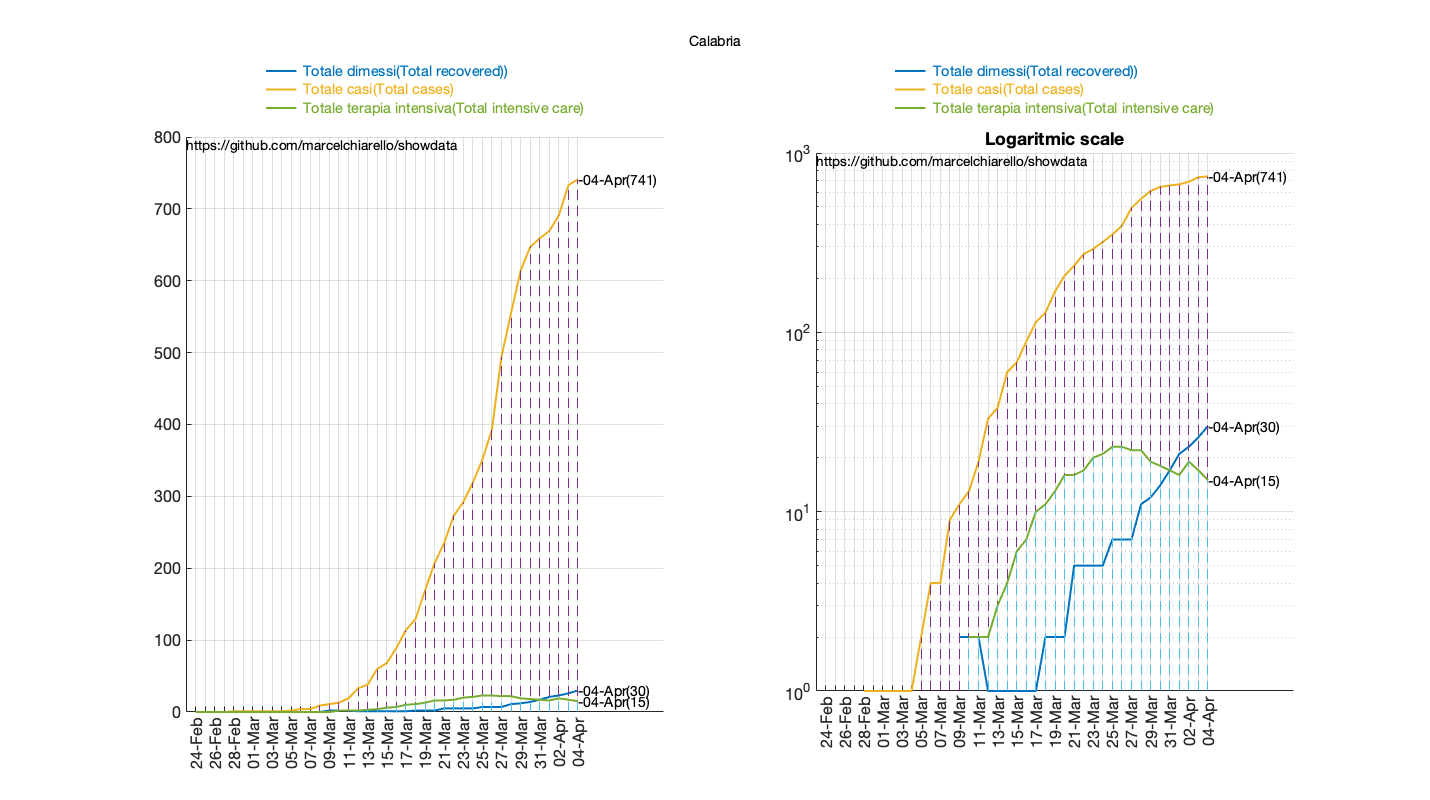 Calabria
Totale dimessi(Total recovered))
Totale casi(Total cases)
Totale terapia intensiva(Total intensive care)
800
700
600
500
400
300
200
100
0
https://github.com/marcelchiarello/showdata
-04-Apr(741)
-04-Apr(30)
-04-Apr(15)
24-Feb
26-Feb
28-Feb
01-Mar
03-Mar
05-Mar
07-Mar
09-Mar
11-Mar
13-Mar
15-Mar
17-Mar
19-Mar
21-Mar
23-Mar
25-Mar
27-Mar
29-Mar
31-Mar
02-Apr
04-Apr
Totale dimessi(Total recovered))
Totale casi(Total cases)
Totale terapia intensiva(Total intensive care)
Logaritmic scale
10^3
10^2
10^1
10^0
https://github.com/marcelchiarello/showdata
-04-Apr(741)
-04-Apr(30)
-04-Apr(15)
24-Feb
26-Feb
28-Feb
01-Mar
03-Mar
05-Mar
07-Mar
09-Mar
11-Mar
13-Mar
15-Mar
17-Mar
19-Mar
21-Mar
23-Mar
25-Mar
27-Mar
29-Mar
31-Mar
02-Apr
04-Apr